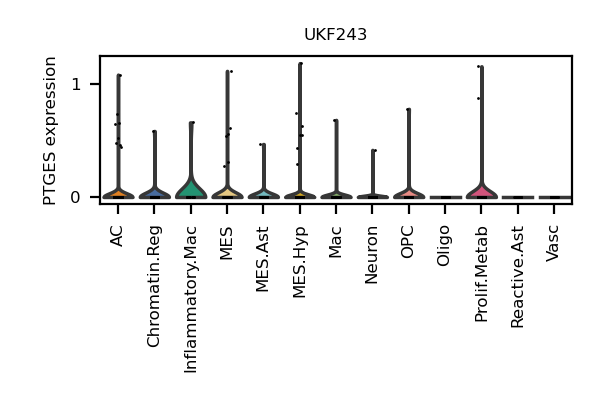 UKF243
PTGES expression
1
0
AC
Chromatin.Reg
Inflammatory.Mac
MES
MES.Ast
MES.Hyp
Mac
Neuron
OPC
Oligo
Prolif.Metab
Reactive.Ast
Vasc